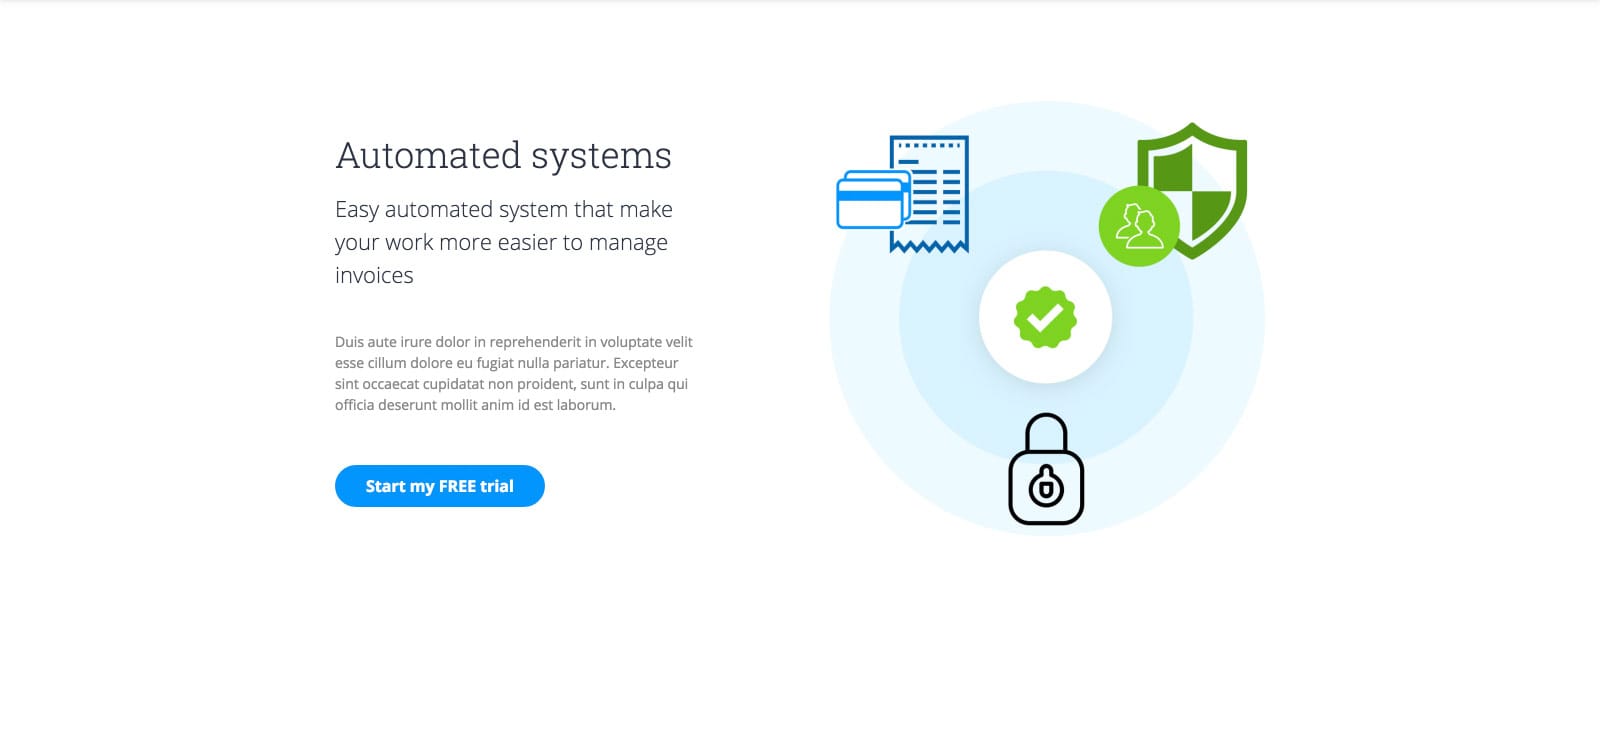 Automated systems
Easy automated system that make
your work more easier to manage
invoices
Duis aute irure dolor in reprehenderit in voluptate velit
esse cillum dolore eu fugiat nulla pariatur. Excepteur
sint occaecat cupidatat non proident, sunt in culpa qui
officia deserunt mollit anim id est laborum.
Start my FREE trial